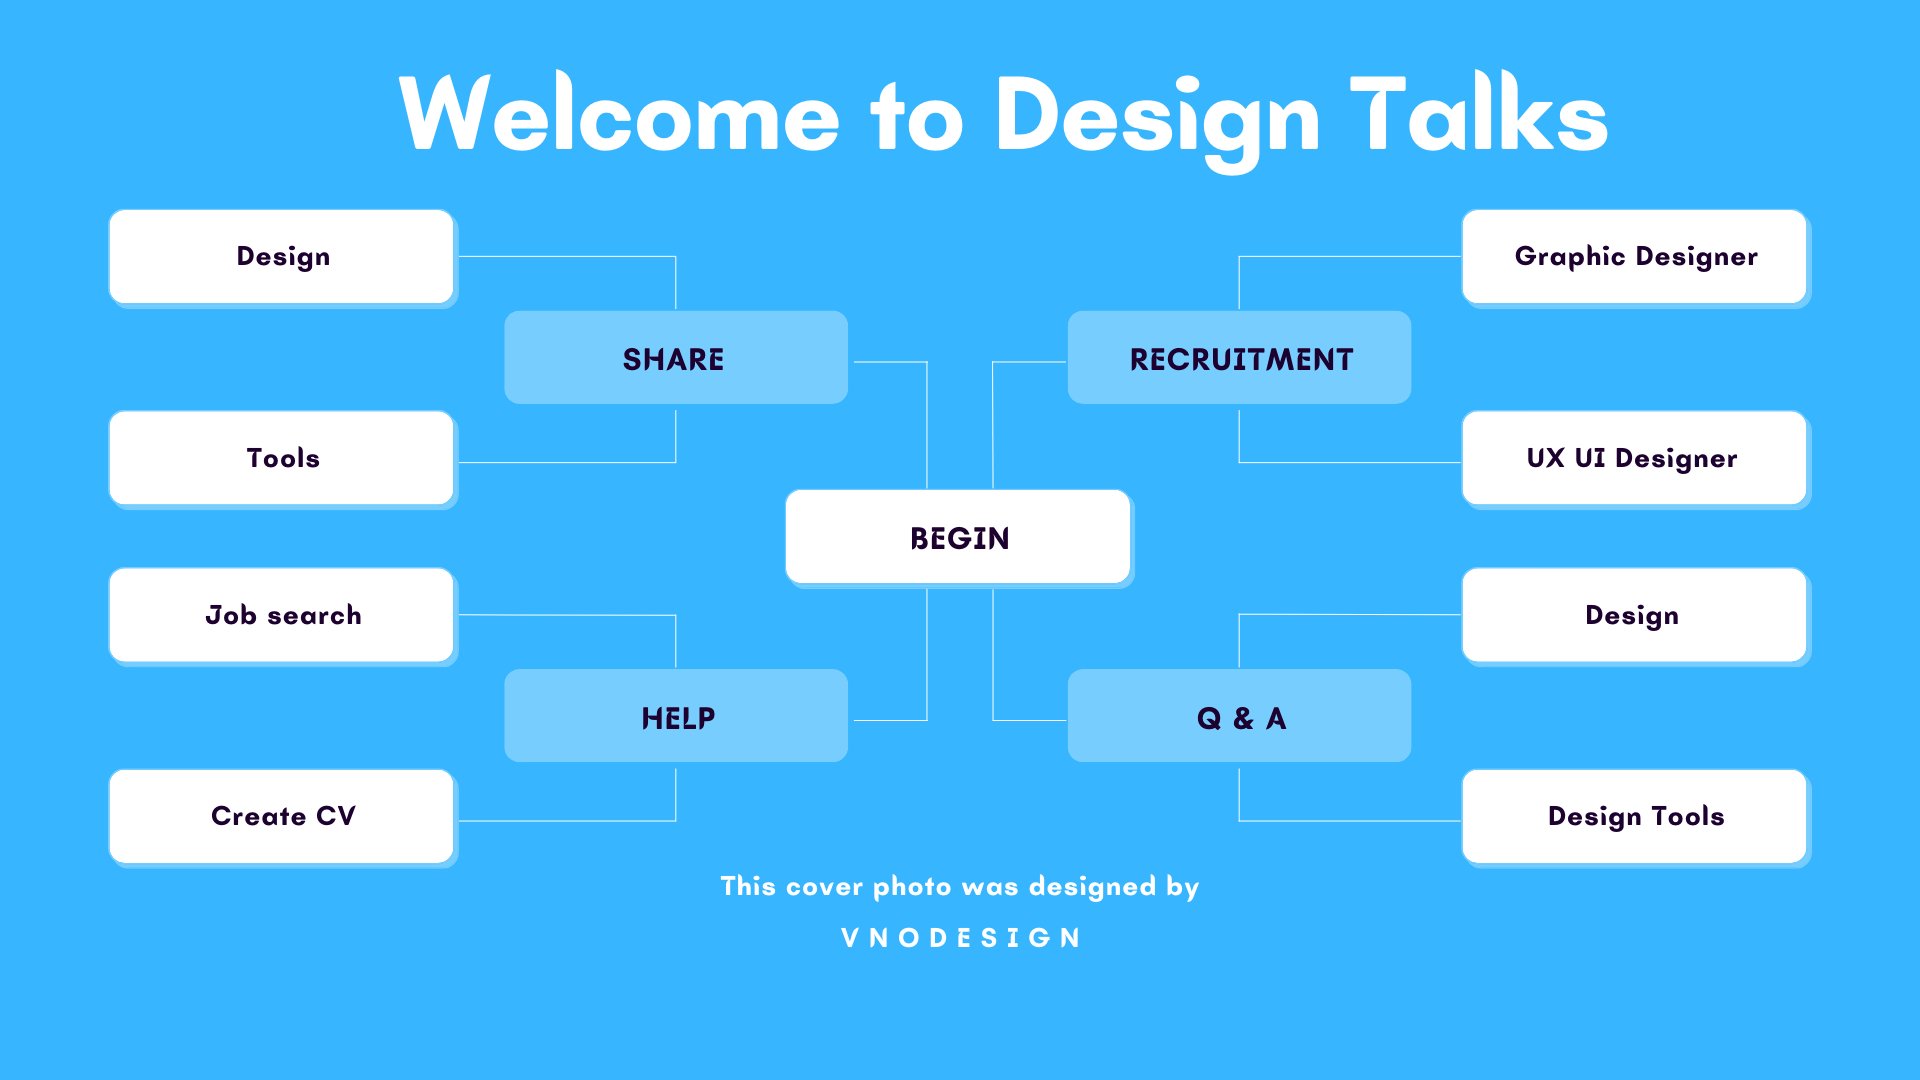 Welcome to Design Talks
Design
Graphic Designer
SHARE
RECRUITMENT
Tools
UX UI Designer
BEGIN
Job search
Design
HELP
Q & A
Create CV
Design Tools
This cover photo was designed by
VNODESIGN